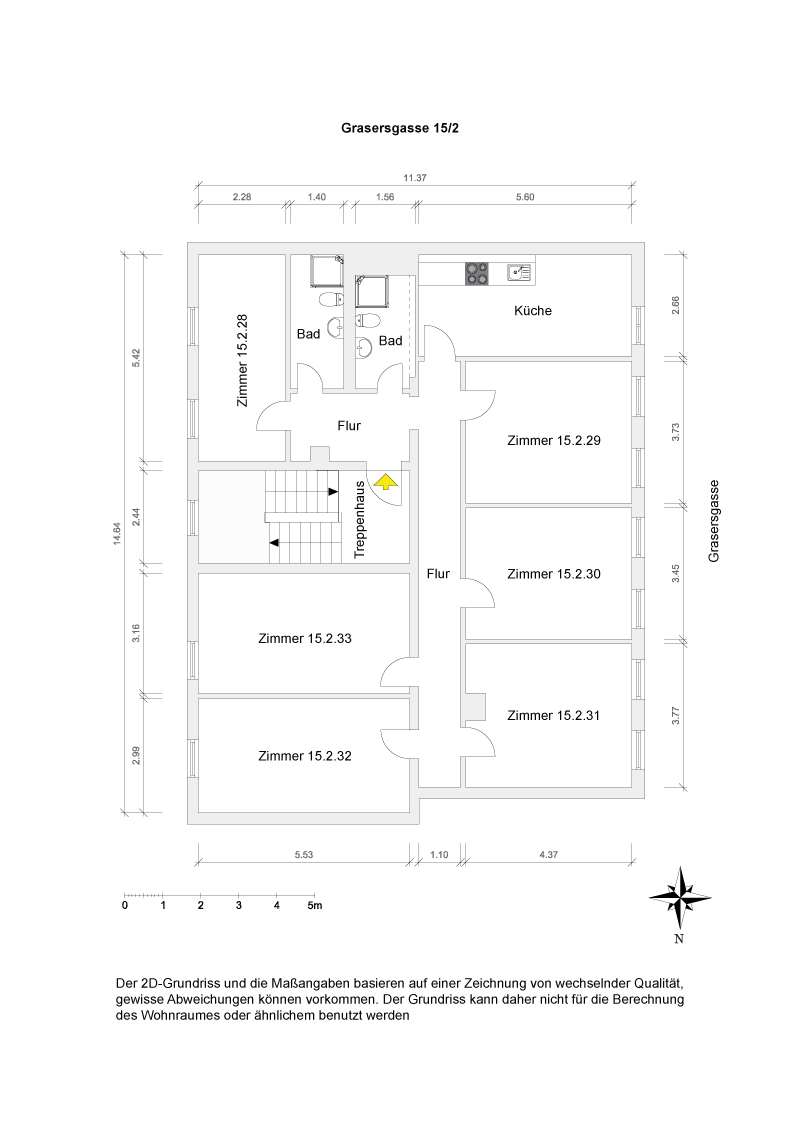 Grasersgasse 15/2
11.37
2.28
1.40
1.56
5.60
Küche
Bad
Bad
Zimmer 15.2.28
Flur
Zimmer 15.2.29
Treppenhaus
Flur
Zimmer 15.2.30
Zimmer 15.2.33
Zimmer 15.2.31
Zimmer 15.2.32
14.64
5.42
2.44
3.16
2.99
2.66
3.73
3.45
3.77
Grasersgasse
5.53
1.10
4.37
0 1 2 3 4 5m
N
Der 2D-Grundriss und die Maßangaben basieren auf einer Zeichnung von wechselnder Qualität,
gewisse Abweichungen können vorkommen. Der Grundriss kann daher nicht für die Berechnung
des Wohnraumes oder ähnlichem benutzt werden